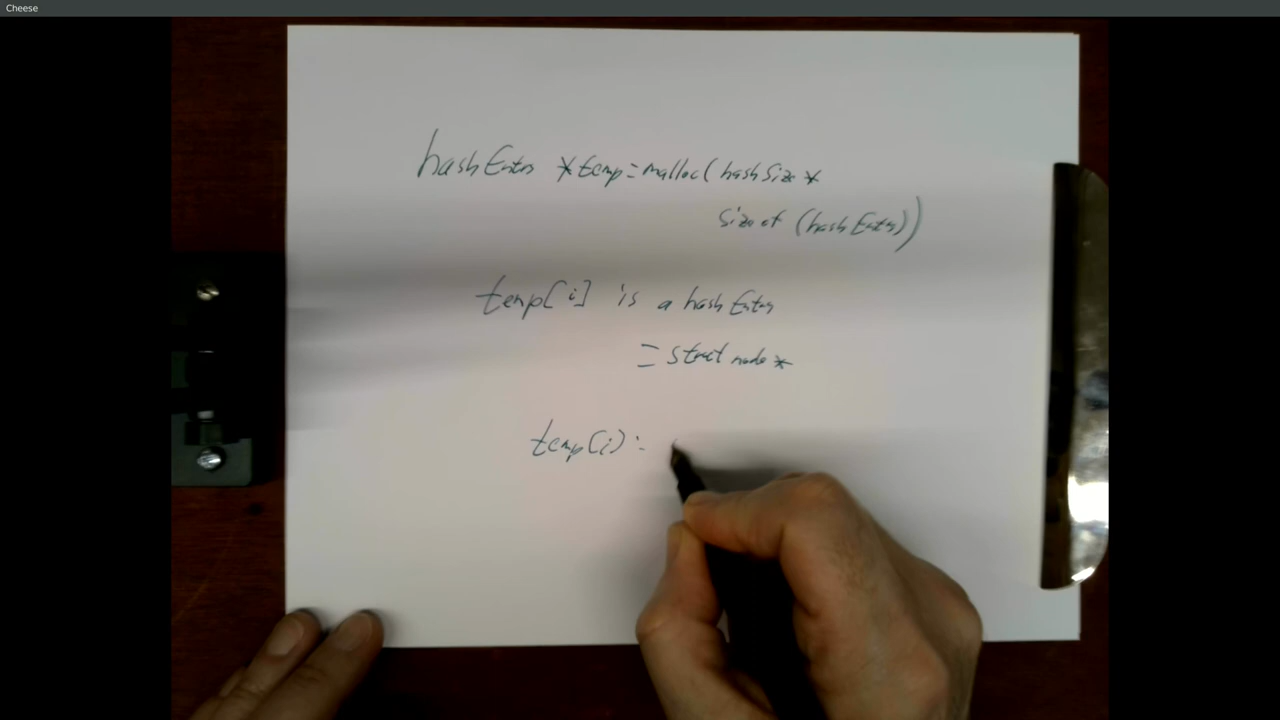 Cheese
hashEntry *temp=malloc(hashSize *
sizeof (hashEntry))
temp[i] is a hashEntry
= struct node *
temp[i] =